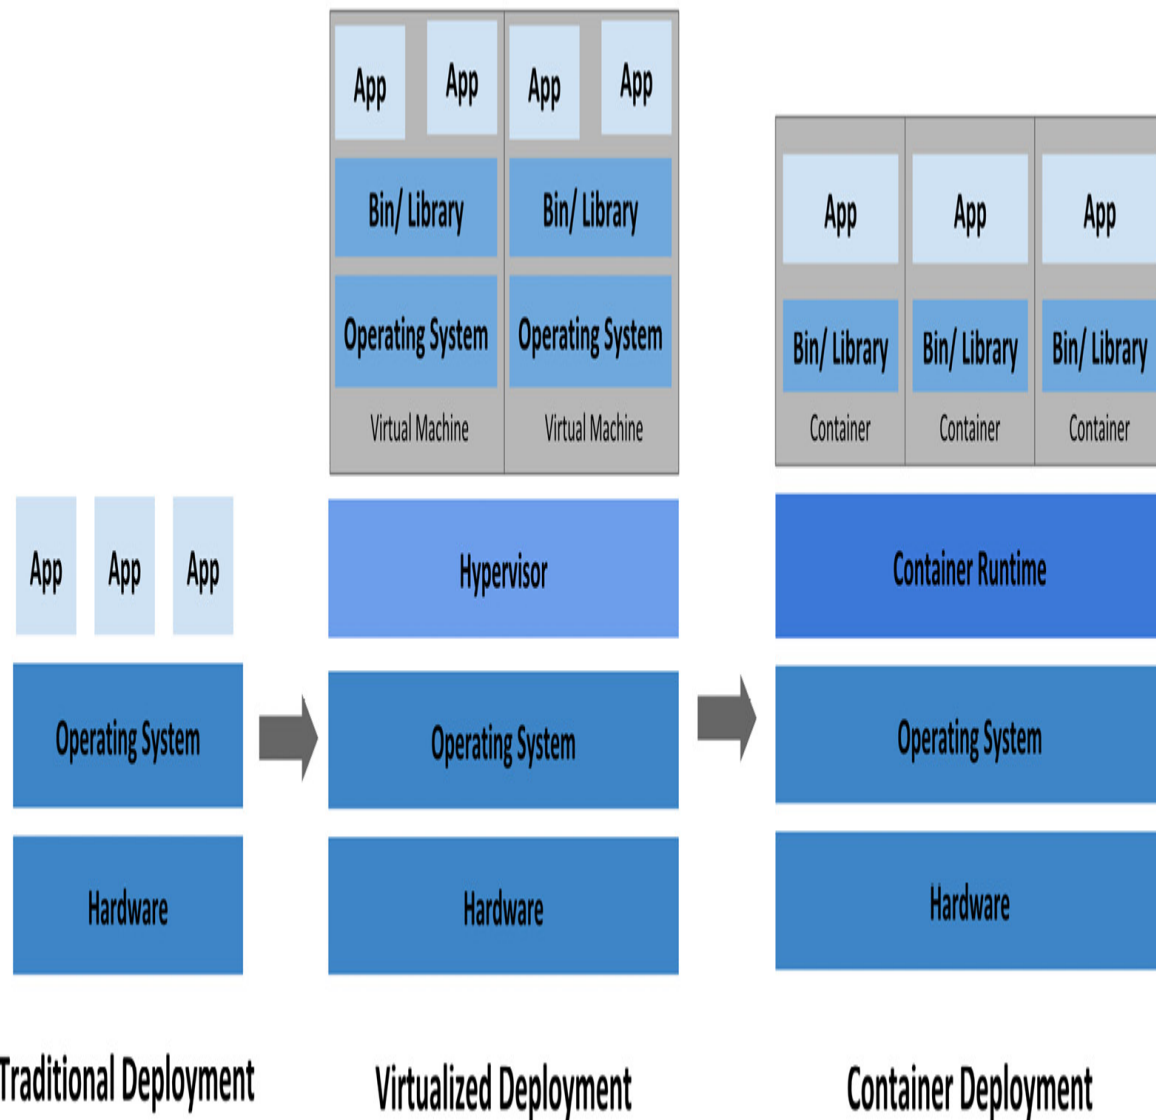 App
App
App
Operating System
Hardware
Traditional Deployment
App
App
App
App
Bin/ Library
Bin/ Library
Operating System
Operating System
Virtual Machine
Virtual Machine
Hypervisor
Operating System
Hardware
Virtualized Deployment
App
App
App
Bin/ Library
Bin/ Library
Bin/ Library
Container
Container
Container
Container Runtime
Operating System
Hardware
Container Deployment